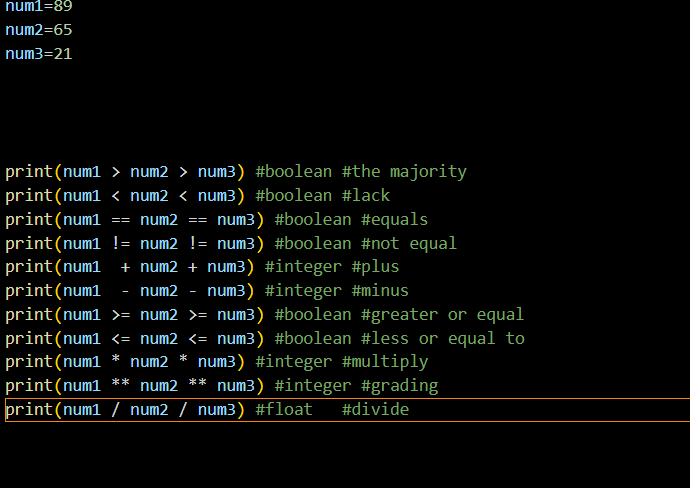 num1=89
num2=65
num3=21
print(num1 > num2 > num3) #boolean #the majority
print(num1 < num2 < num3) #boolean #lack
print(num1 == num2 == num3) #boolean #equals
print(num1 != num2 != num3) #boolean #not equal
print(num1  + num2 + num3) #integer #plus
print(num1  - num2 - num3) #integer #minus
print(num1 >= num2 >= num3) #boolean #greater or equal
print(num1 <= num2 <= num3) #boolean #less or equal to
print(num1 * num2 * num3) #integer #multiply
print(num1 ** num2 ** num3) #integer #grading
print(num1 / num2 / num3) #float   #divide